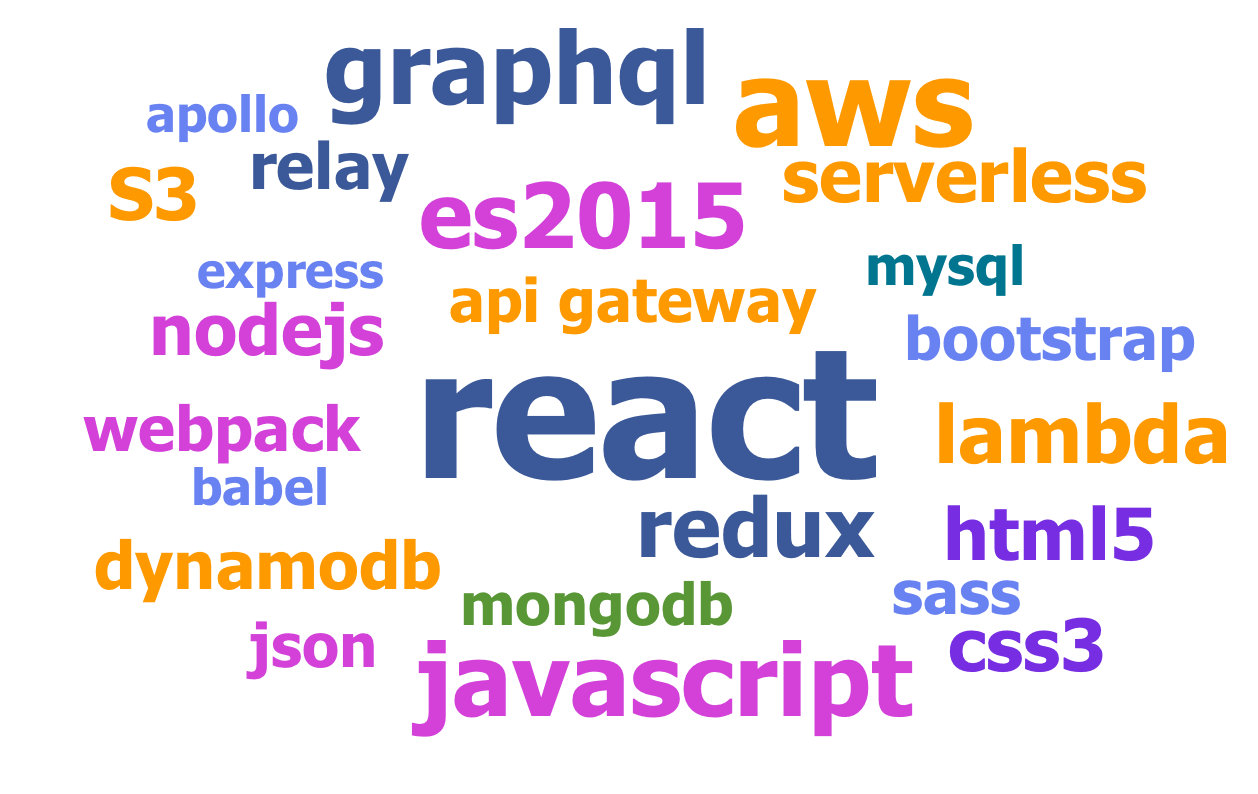 graphql
aws
apollo
relay
serverless
S3
es2015
express
mysql
api gateway
nodejs
bootstrap
react
webpack
lambda
babel
redux
html5
dynamodb
sass
mongodb
json
css3
javascript